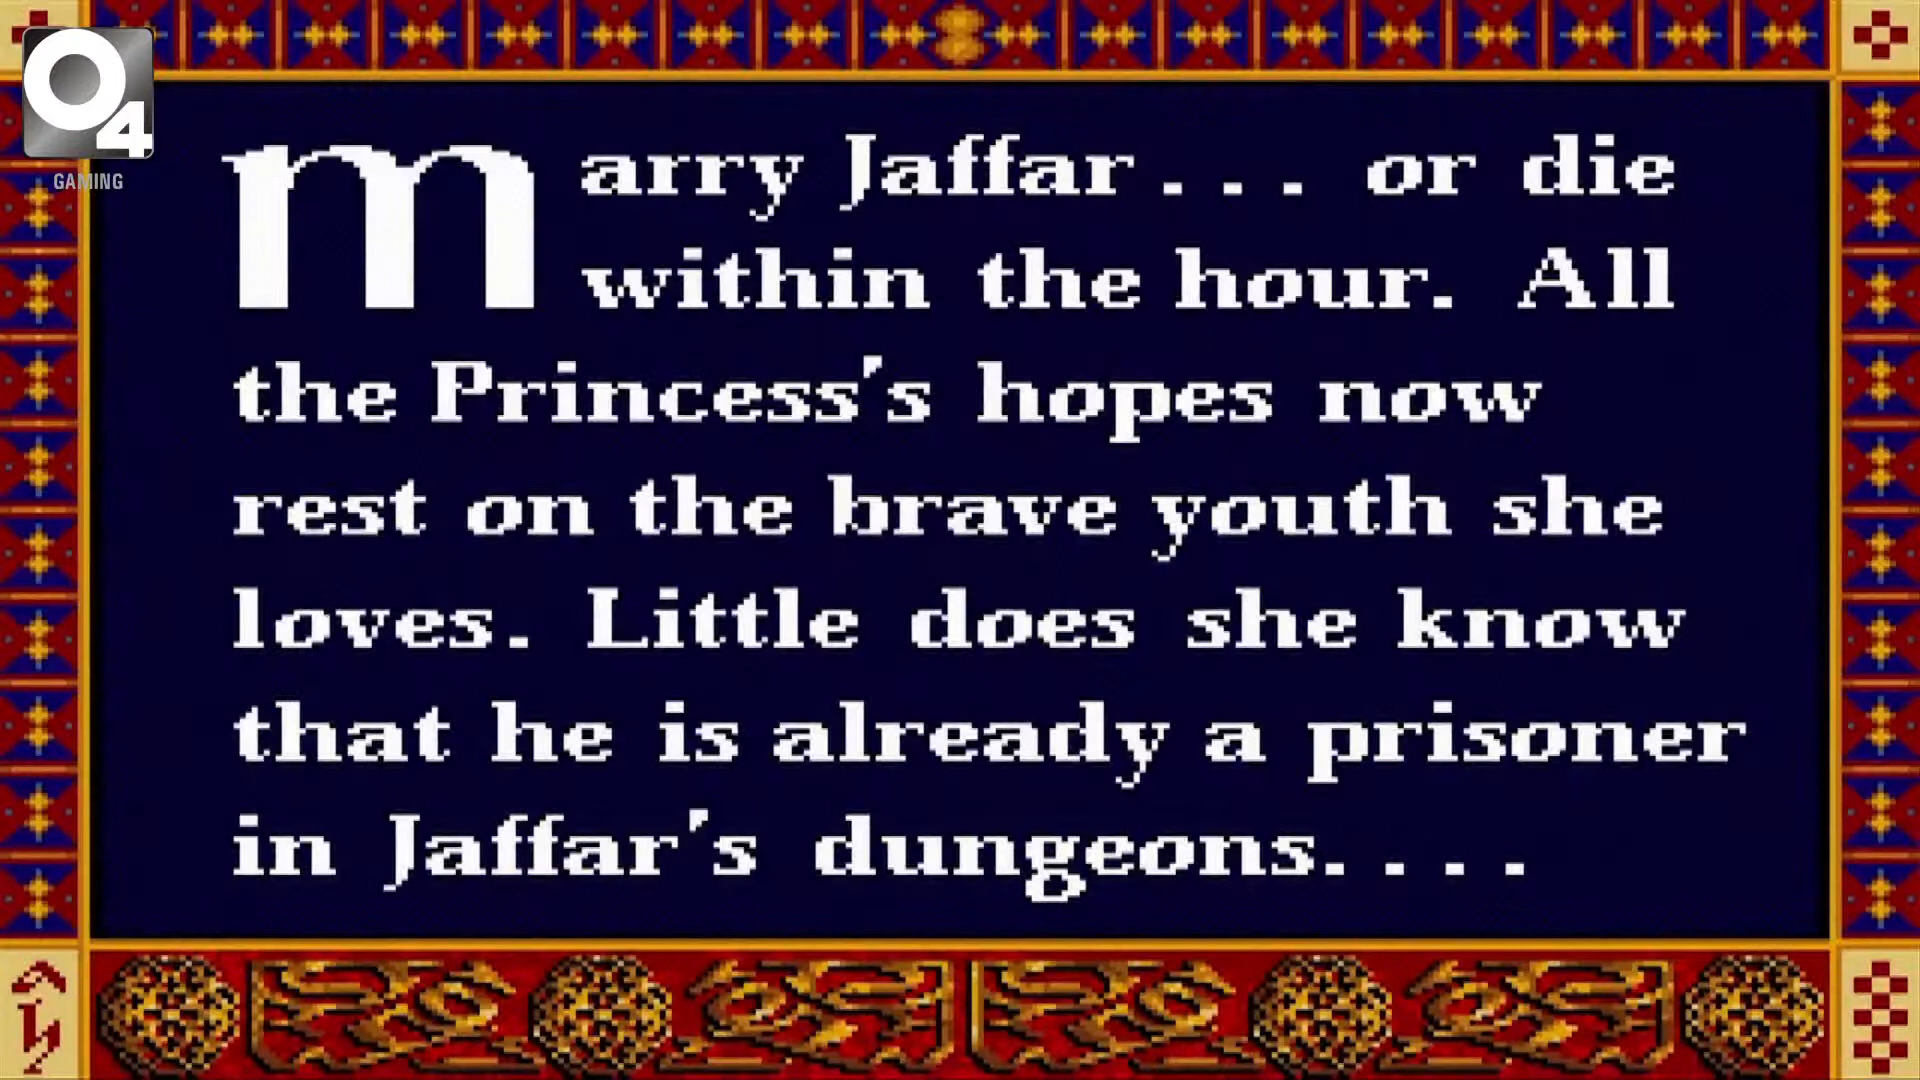 O4
GAMING
marry Jaffar... or die
within the hour. All
the Princess's hopes now
rest on the brave youth she
loves. Little does she know
that he is already a prisoner
in Jaffar's dungeons....